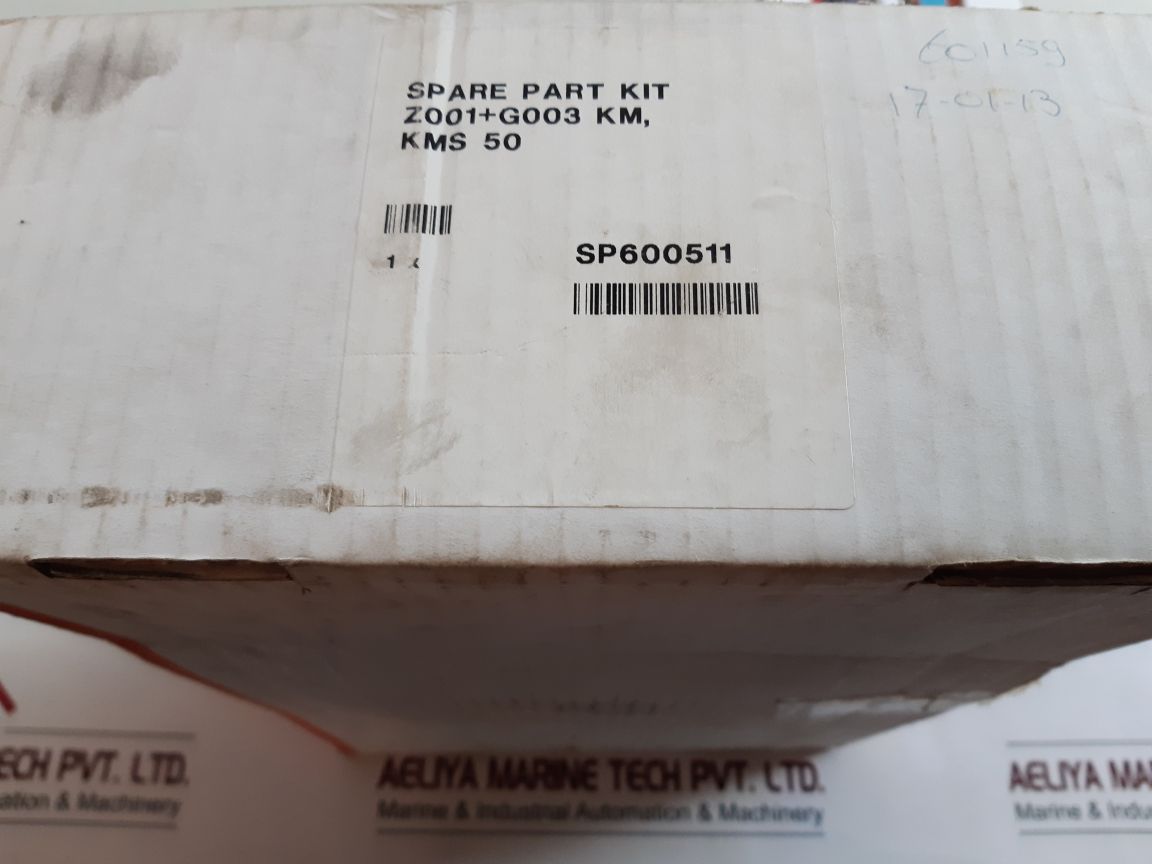 601159
17-01-13
SPARE PART KIT
Z001+G003 KM,
KMS 50
1 x
SP600511
ECH PVT. LTD.
ation & Machinery
AELIYA MARINE TECH PVT. LTD.
Marine & Industrial Automation & Machinery
AELIYA MA
Marine & Indu